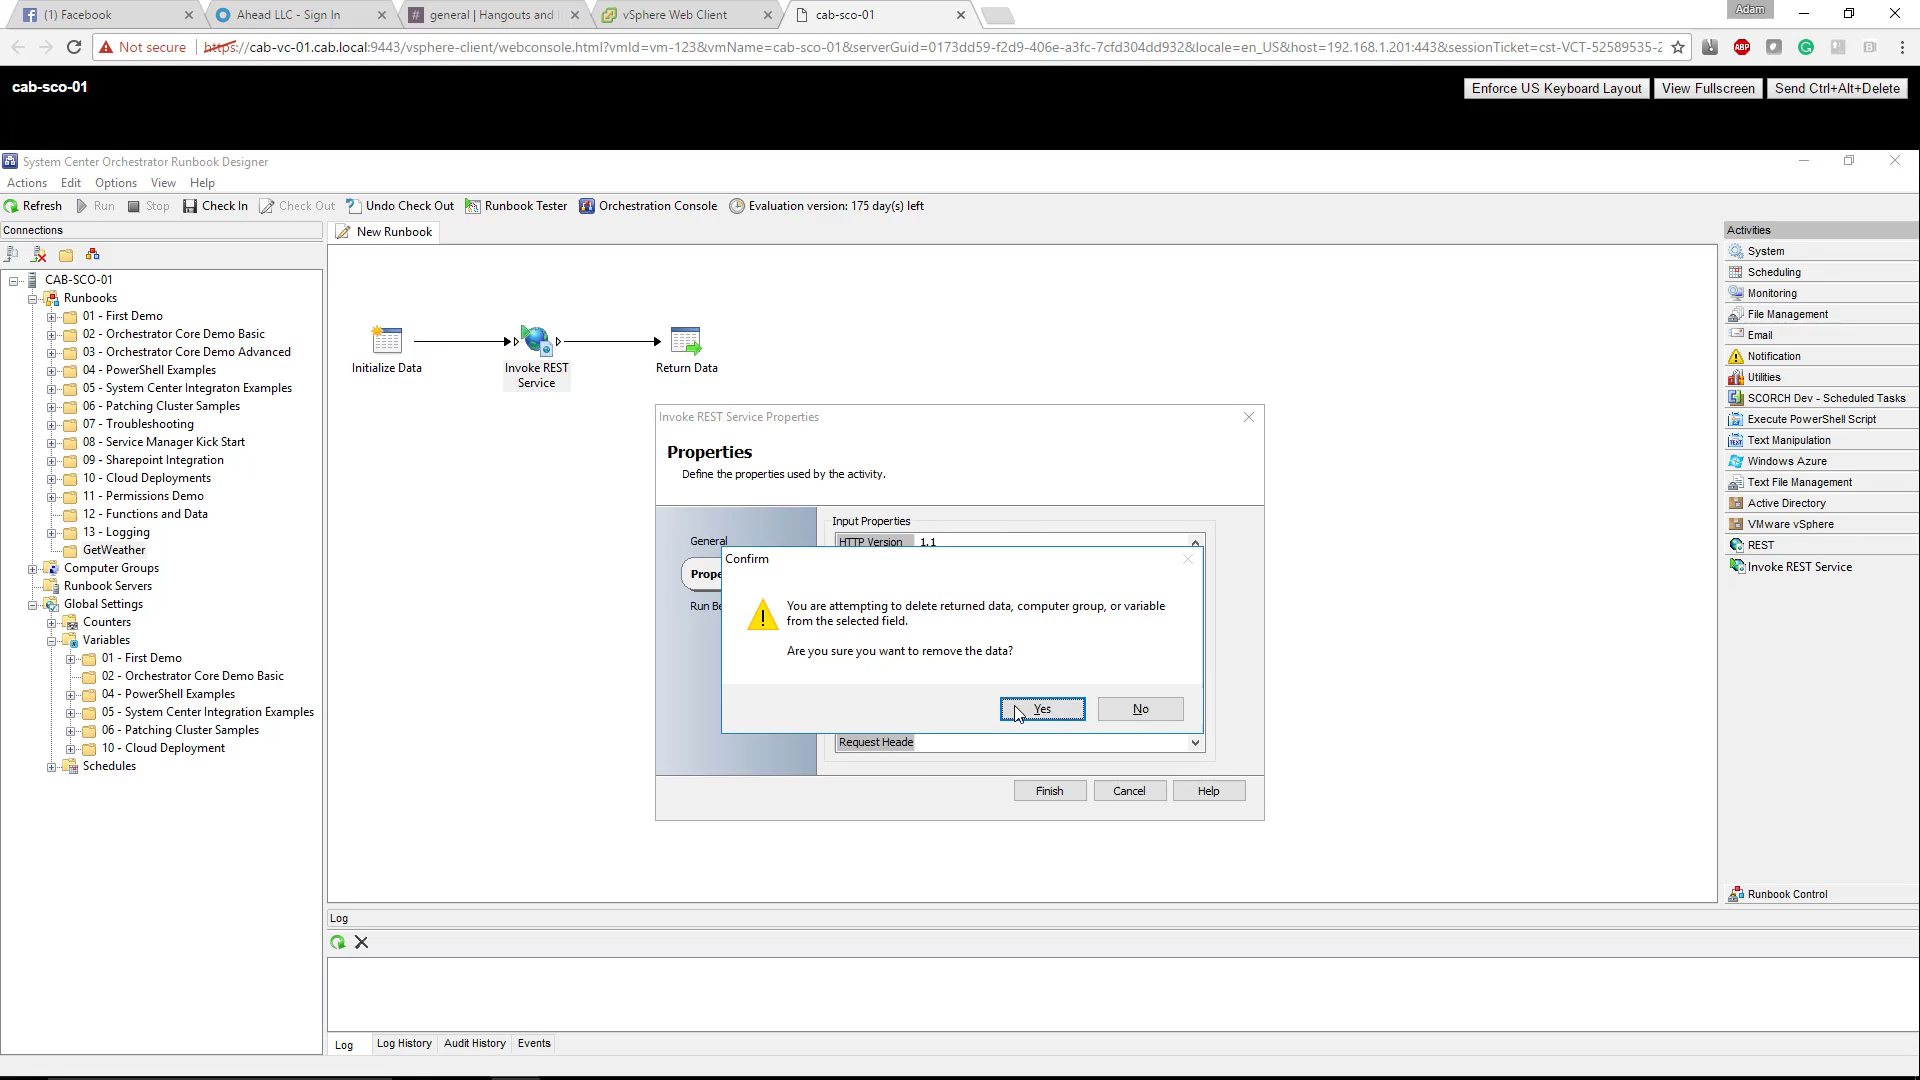 (1) Facebook
Ahead LLC - Sign In
general | Hangouts and
vSphere Web Client
cab-sco-01
Adam
Not secure
https://cab-vc-01.cab.local:9443/vsphere-client/webconsole.html?vmId=vm-123&vmName=cab-sco-01&serverGuid=0173dd59-f2d9-406e-a3fc-7cfd304dd932&locale=en_US&host=192.168.1.201:443&sessionTicket=cst-VCT-52589535-2
ABP
cab-sco-01
Enforce US Keyboard Layout
View Fullscreen
Send Ctrl+Alt+Delete
System Center Orchestrator Runbook Designer
Actions
Edit
Options
View
Help
Refresh
Run
Stop
Check In
Check Out
Undo Check Out
Runbook Tester
Orchestration Console
Evaluation version: 175 day(s) left
Connections
New Runbook
CAB-SCO-01
Runbooks
01 - First Demo
02 - Orchestrator Core Demo Basic
03 - Orchestrator Core Demo Advanced
04 - PowerShell Examples
05 - System Center Integraton Examples
06 - Patching Cluster Samples
07 - Troubleshooting
08 - Service Manager Kick Start
09 - Sharepoint Integration
10 - Cloud Deployments
11 - Permissions Demo
12 - Functions and Data
13 - Logging
GetWeather
Computer Groups
Runbook Servers
Global Settings
Counters
Variables
01 - First Demo
02 - Orchestrator Core Demo Basic
04 - PowerShell Examples
05 - System Center Integration Examples
06 - Patching Cluster Samples
10 - Cloud Deployment
Schedules
Initialize Data
Invoke REST
Service
Return Data
Invoke REST Service Properties
Properties
Define the properties used by the activity.
General
Prope
Run Be
Input Properties
HTTP Version
1.1
Confirm
You are attempting to delete returned data, computer group, or variable
from the selected field.
Are you sure you want to remove the data?
Yes
No
Request Heade
Finish
Cancel
Help
Activities
System
Scheduling
Monitoring
File Management
Email
Notification
Utilities
SCORCH Dev - Scheduled Tasks
Execute PowerShell Script
Text Manipulation
Windows Azure
Text File Management
Active Directory
VMware vSphere
REST
Invoke REST Service
Runbook Control
Log
Log
Log History
Audit History
Events